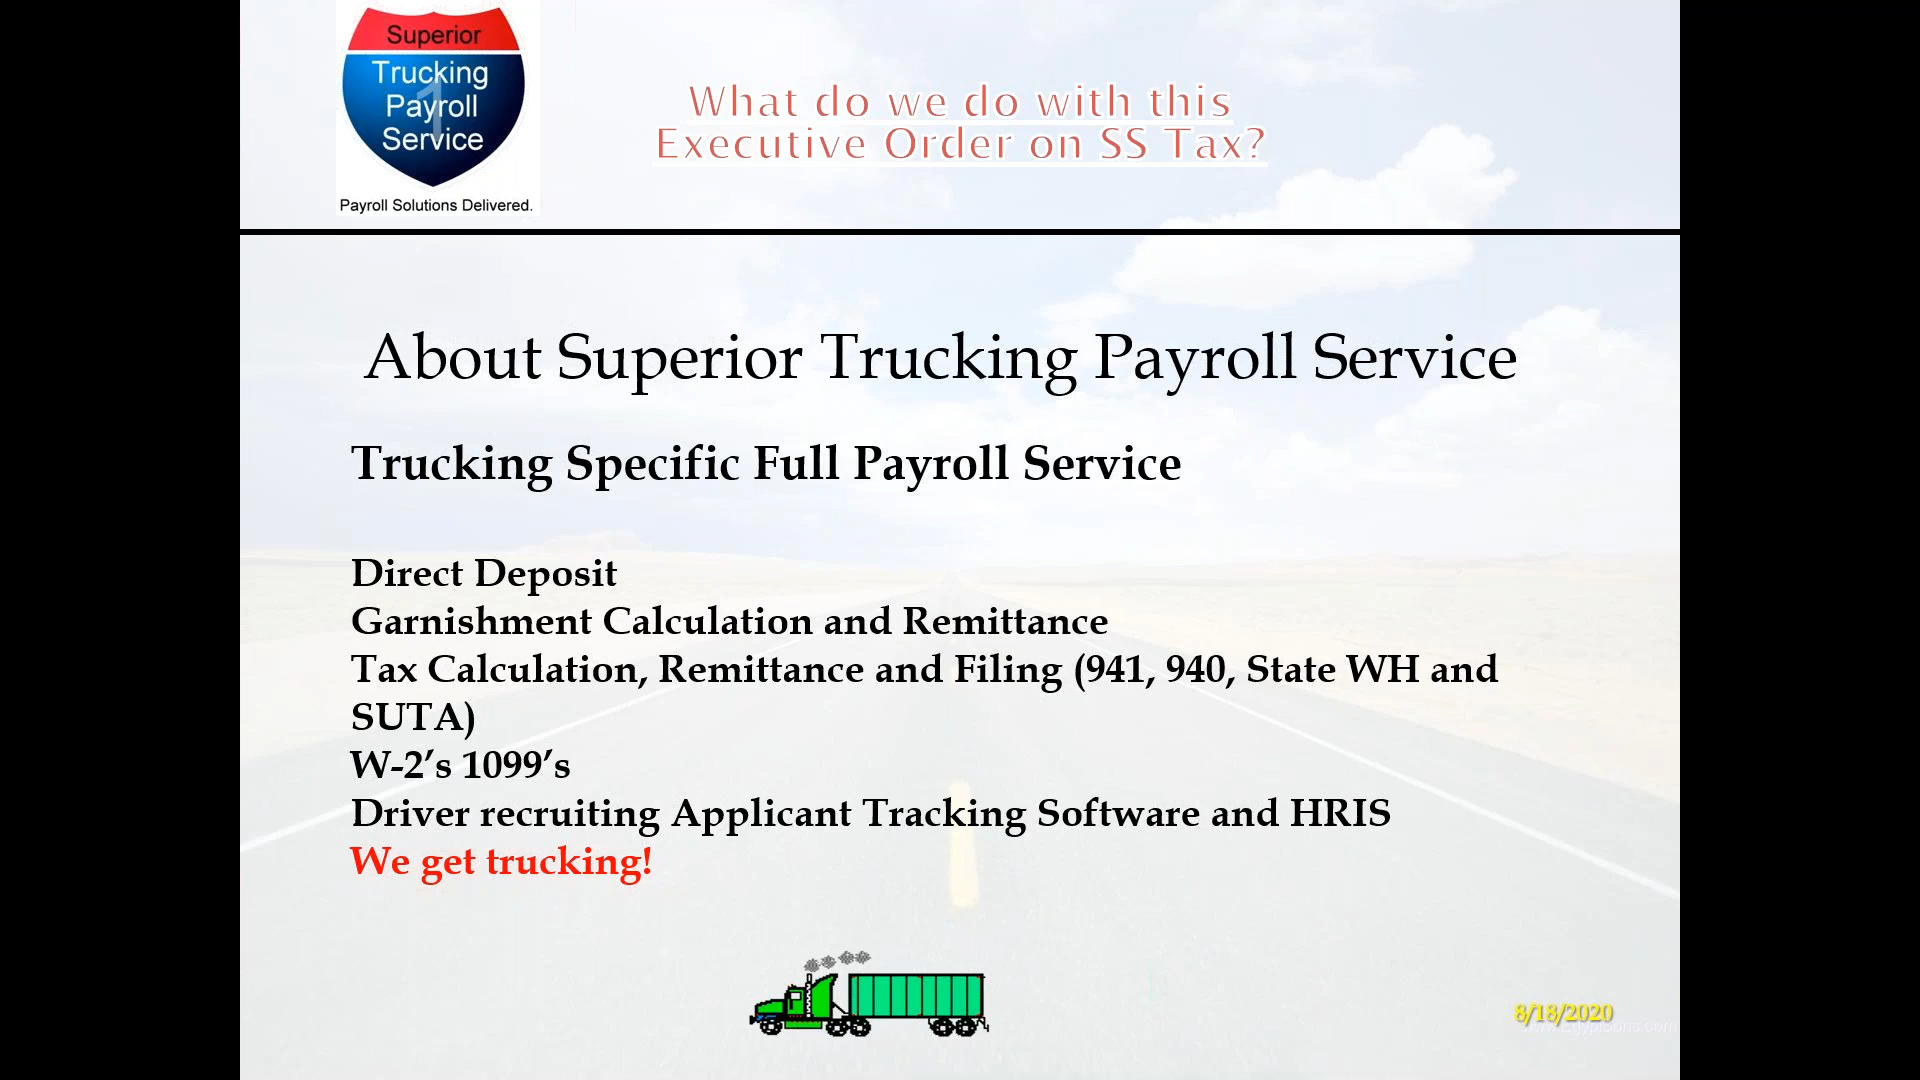 Superior
Trucking
Payroll
Service
1
Payroll Solutions Delivered.
What do we do with this
Executive Order on SS Tax?
About Superior Trucking Payroll Service
Trucking Specific Full Payroll Service
Direct Deposit
Garnishment Calculation and Remittance
Tax Calculation, Remittance and Filing (941, 940, State WH and
SUTA)
W-2’s 1099’s
Driver recruiting Applicant Tracking Software and HRIS
We get trucking!
8/18/2020